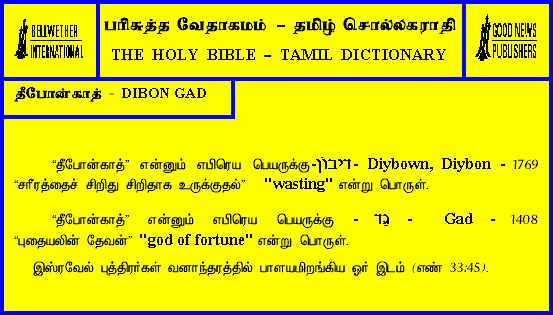 BELLWETHER
INTERNATIONAL
பரிசுத்த வேதாகமம் – தமிழ் சொல்லகராதி
THE HOLY BIBLE – TAMIL DICTIONARY
GOOD NEWS
PUBLISHERS
தீபோன்காத் - DIBON GAD
“தீபோன்காத்” என்னும் எபிரெய பெயருக்கு-דיבון- Diybown, Diybon - 1769
“சரீரத்தைச் சிறிது சிறிதாக உருக்குதல்” "wasting" என்று பொருள்.
“தீபோன்காத்” என்னும் எபிரெய பெயருக்கு - גד - Gad - 1408
“புதையலின் தேவன்” "god of fortune" என்று பொருள்.
இஸ்ரவேல் புத்திரர்கள் வனாந்தரத்தில் பாளயமிறங்கிய ஓர் இடம் (எண் 33:45).